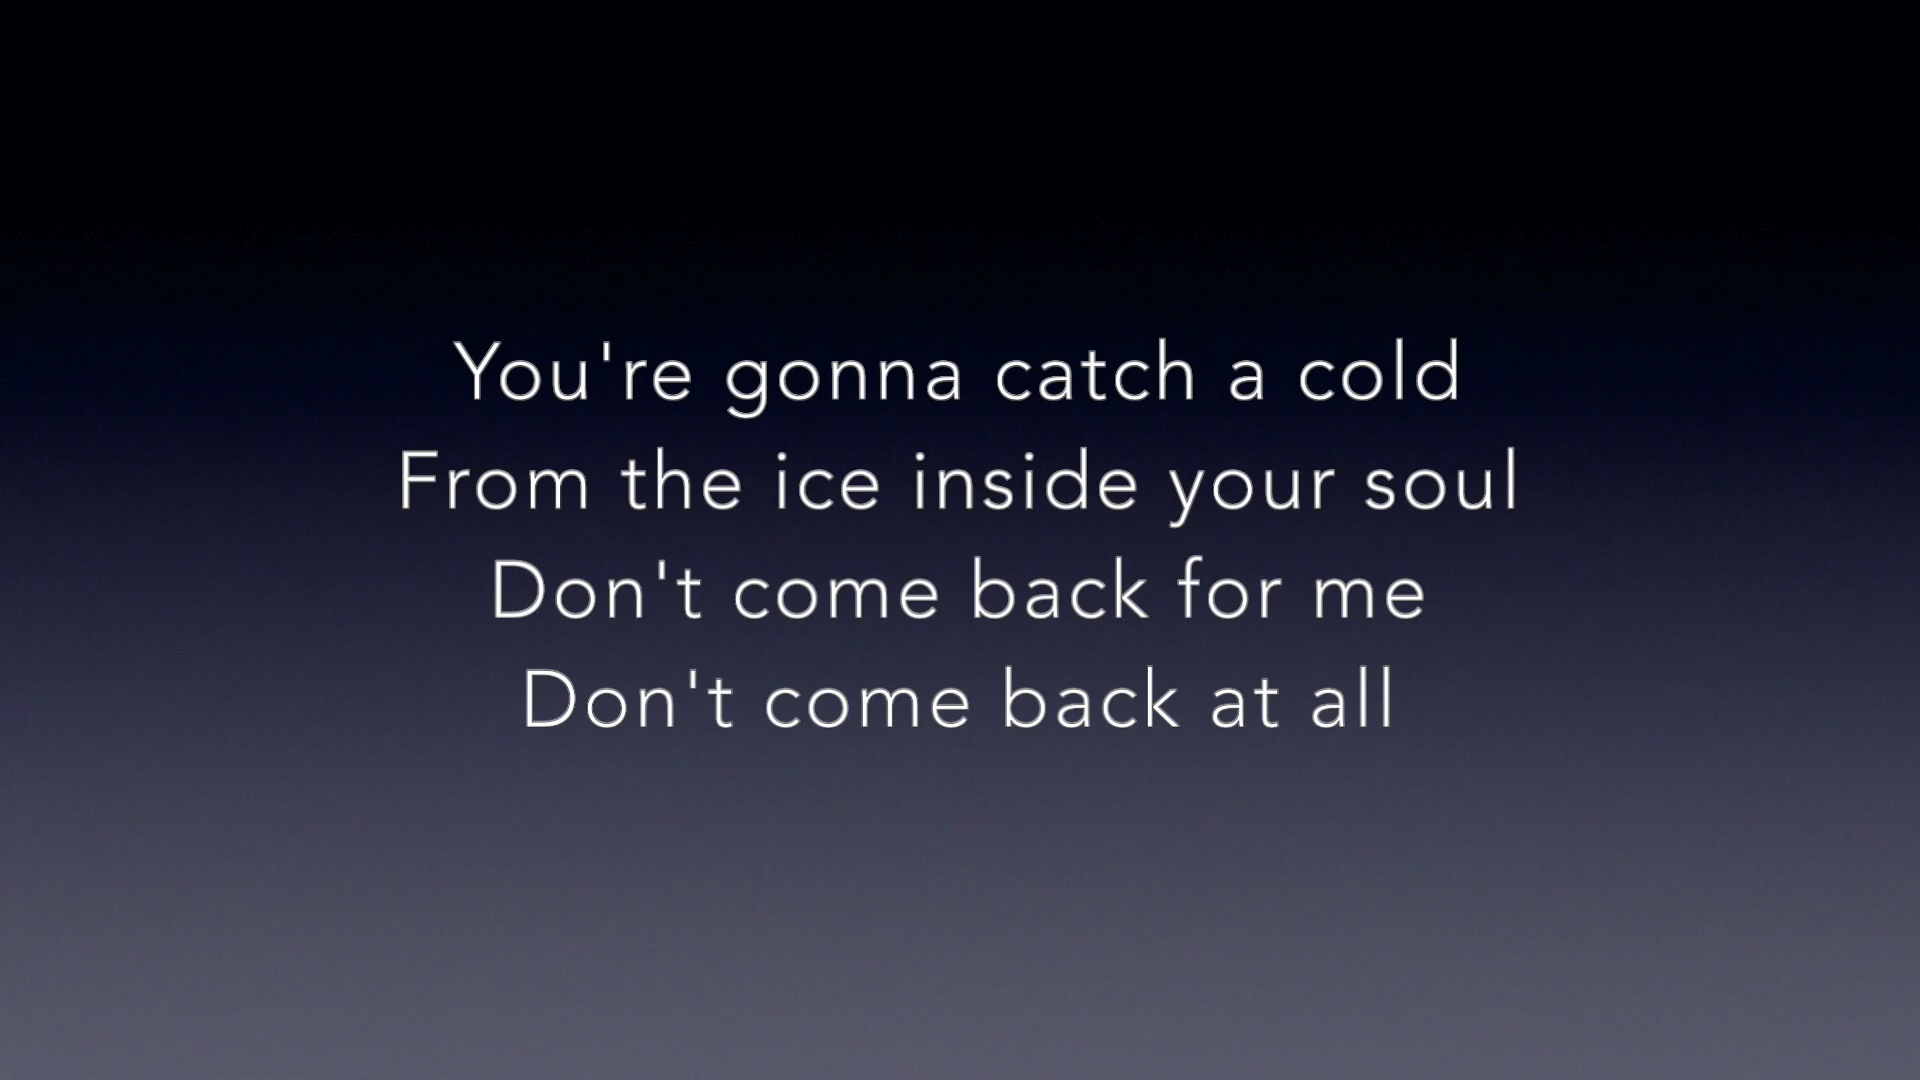 You're gonna catch a cold
From the ice inside your soul
Don't come back for me
Don't come back at all